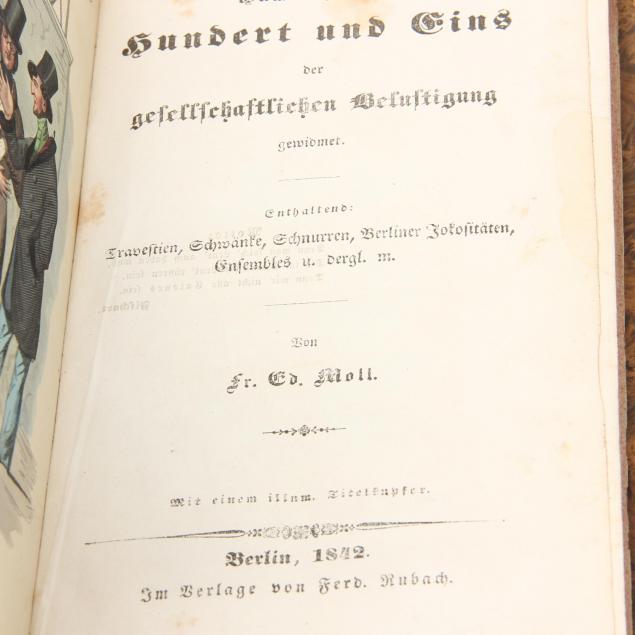 Hundert und Eins
der
gesellschaftlichen Belustigung
gewidmet.
Enthaltend:
Travestien, Schwänke, Schnurren, Berliner Jokositäten,
Ensembles u. dergl. m.
Von
Fr. Ed. Moll.
Mit einem illum. Titelkupfer.
Berlin, 1842.
Im Verlage von Ferd. Rubach.